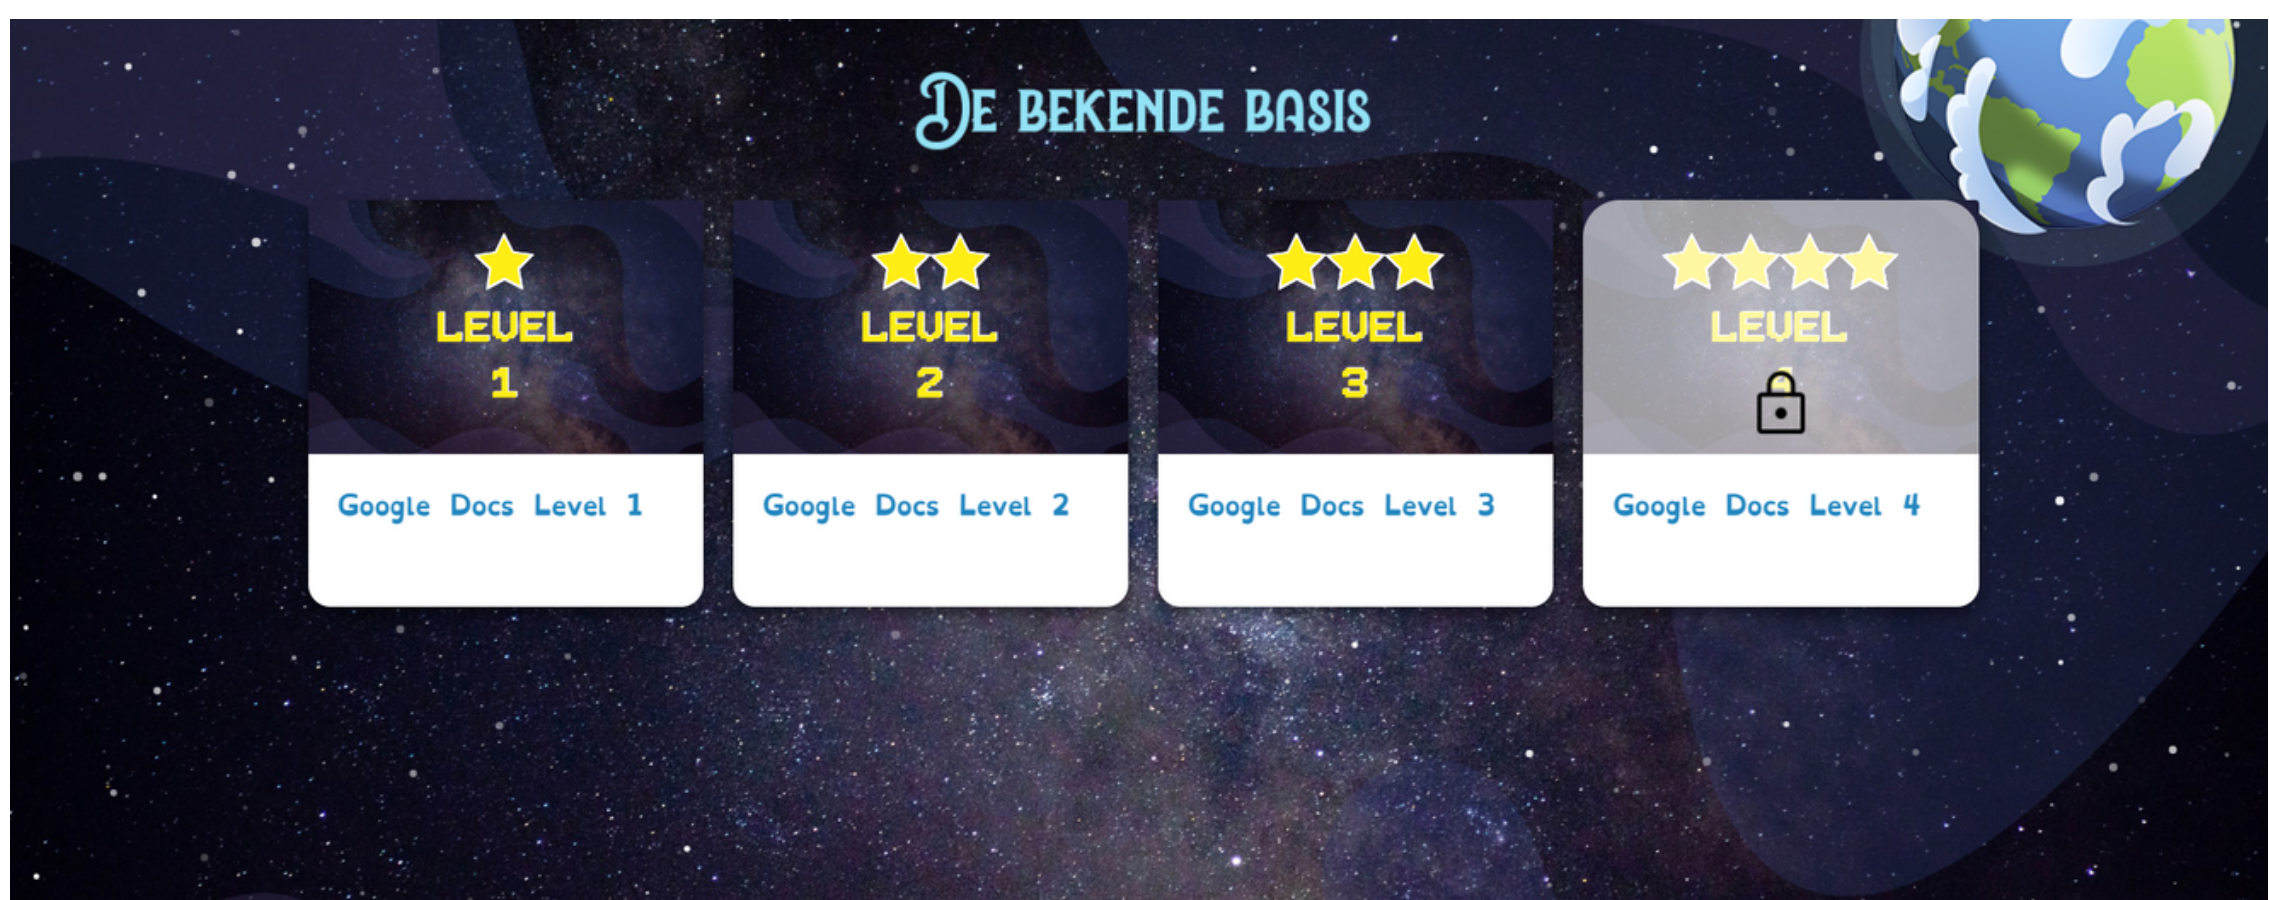 De bekende basis
LEVEL
1
LEVEL
2
LEVEL
3
LEVEL
Google Docs Level 1
Google Docs Level 2
Google Docs Level 3
Google Docs Level 4